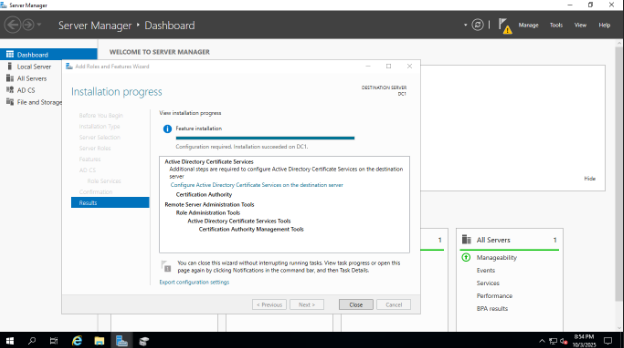 Server Manager
Server Manager • Dashboard
Manage Tools View Help
Dashboard
Local Server
All Servers
AD CS
File and Storage
WELCOME TO SERVER MANAGER
Add Roles and Features Wizard
Installation progress
DESTINATION SERVER
DC1
Before You Begin
Installation Type
Server Selection
Server Roles
Features
AD CS
Role Services
Confirmation
Results
View installation progress
Feature installation
Configuration required. Installation succeeded on DC1.
Active Directory Certificate Services
Additional steps are required to configure Active Directory Certificate Services on the destination
server
Configure Active Directory Certificate Services on the destination server
Certification Authority
Remote Server Administration Tools
Role Administration Tools
Active Directory Certificate Services Tools
Certification Authority Management Tools
You can close this wizard without interrupting running tasks. View task progress or open this
page again by clicking Notifications in the command bar, and then Task Details.
Export configuration settings
< Previous
Next >
Close
Cancel
Hide
1
All Servers 1
Manageability
Events
Services
Performance
BPA results
8:54 PM
10/3/2025